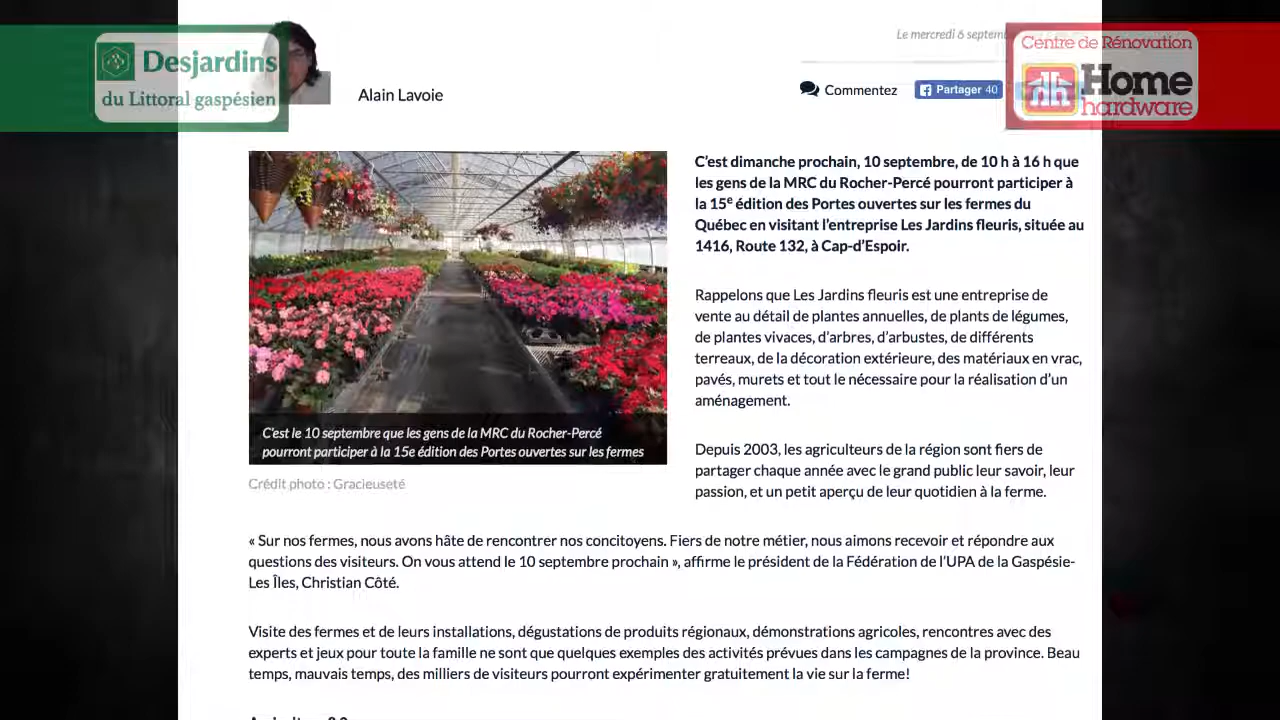 Desjardins
du Littoral gaspésien
Alain Lavoie
Le mercredi 6
Commentez
Partager 40
Centre de Rénovation
Home
hardware
C'est dimanche prochain, 10 septembre, de 10 h à 16 h que
les gens de la MRC du Rocher-Percé pourront participer à
la 15e édition des Portes ouvertes sur les fermes du
Québec en visitant l'entreprise Les Jardins fleuris, située au
1416, Route 132, à Cap-d'Espoir.
Rappelons que Les Jardins fleuris est une entreprise de
vente au détail de plantes annuelles, de plants de légumes,
de plantes vivaces, d'arbres, d'arbustes, de différents
terreaux, de la décoration extérieure, des matériaux en vrac,
pavés, murets et tout le nécessaire pour la réalisation d'un
aménagement.
Depuis 2003, les agriculteurs de la région sont fiers de
partager chaque année avec le grand public leur savoir, leur
passion, et un petit aperçu de leur quotidien à la ferme.
C'est le 10 septembre que les gens de la MRC du Rocher-Percé
pourront participer à la 15e édition des Portes ouvertes sur les fermes
Crédit photo : Gracieuseté
« Sur nos fermes, nous avons hâte de rencontrer nos concitoyens. Fiers de notre métier, nous aimons recevoir et répondre aux
questions des visiteurs. On vous attend le 10 septembre prochain », affirme le président de la Fédération de l'UPA de la Gaspésie-
Les Îles, Christian Côté.
Visite des fermes et de leurs installations, dégustations de produits régionaux, démonstrations agricoles, rencontres avec des
experts et jeux pour toute la famille ne sont que quelques exemples des activités prévues dans les campagnes de la province. Beau
temps, mauvais temps, des milliers de visiteurs pourront expérimenter gratuitement la vie sur la ferme!